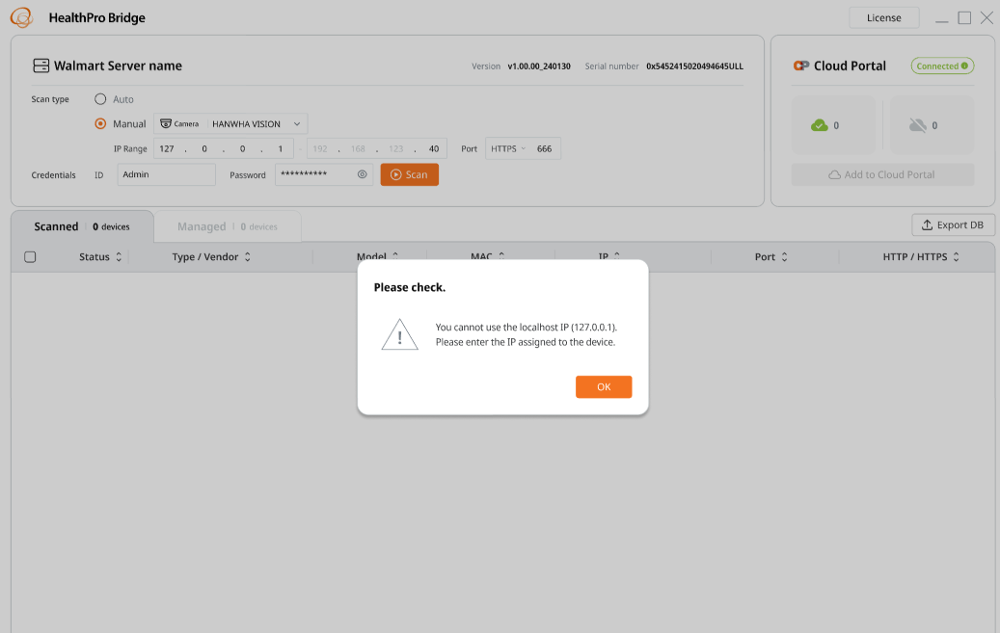 HealthPro Bridge
License
Walmart Server name
Version v1.00.00_240130 Serial number 0x5452415020494645ULL
Cloud Portal
Connected
Scan type
Auto
Manual
Camera HANWHA VISION
IP Range 127 . 0 . 0 . 1 - 192 . 168 . 123 . 40 Port HTTPS 666
Credentials ID Admin Password ********** Scan
0
0
Add to Cloud Portal
Scanned 0 devices
Managed 0 devices
Export DB
Status Type / Vendor Model MAC IP Port HTTP / HTTPS
Please check.
!
You cannot use the localhost IP (127.0.0.1).
Please enter the IP assigned to the device.
OK